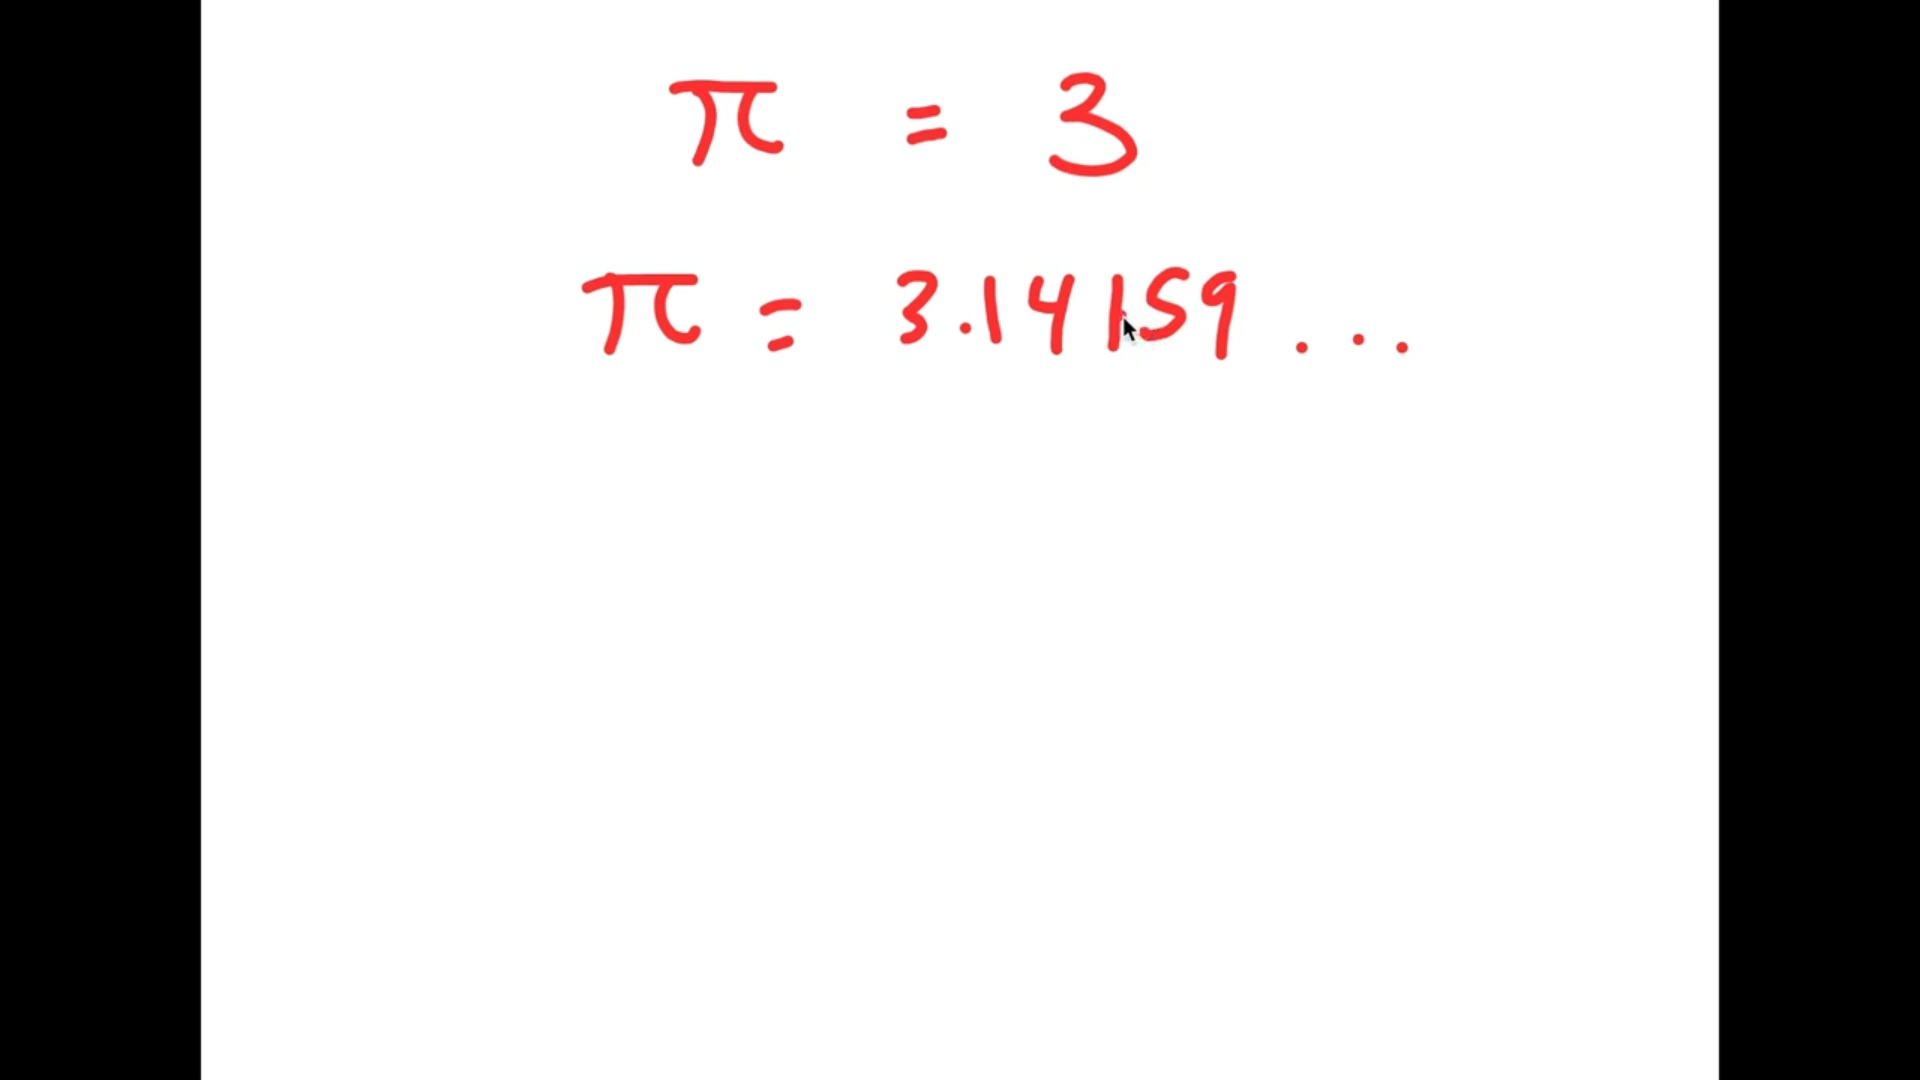 π = 3
π = 3.14159...